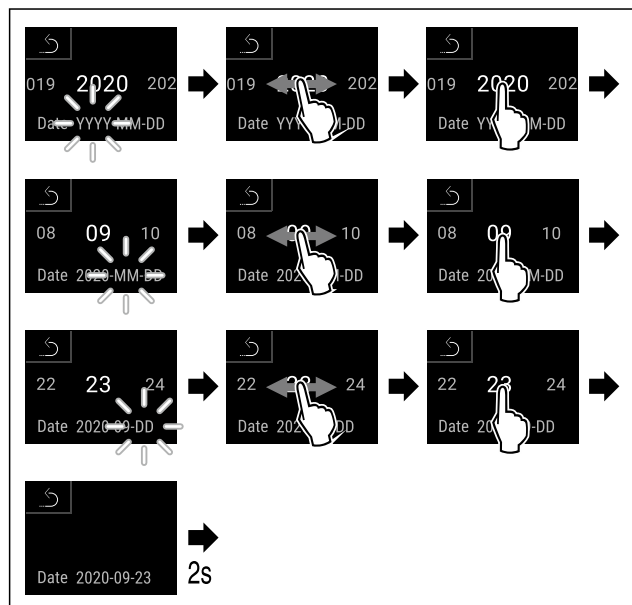 019 2020 202
Date YYYY-MM-DD
019 202
Date
019 202
Date
08 09 10
Date 2020-MM-DD
08 10
Date
08 09 10
Date
22 23 24
Date 2020-09-DD
22 24
Date
22 23 24
Date
Date 2020-09-23
2s